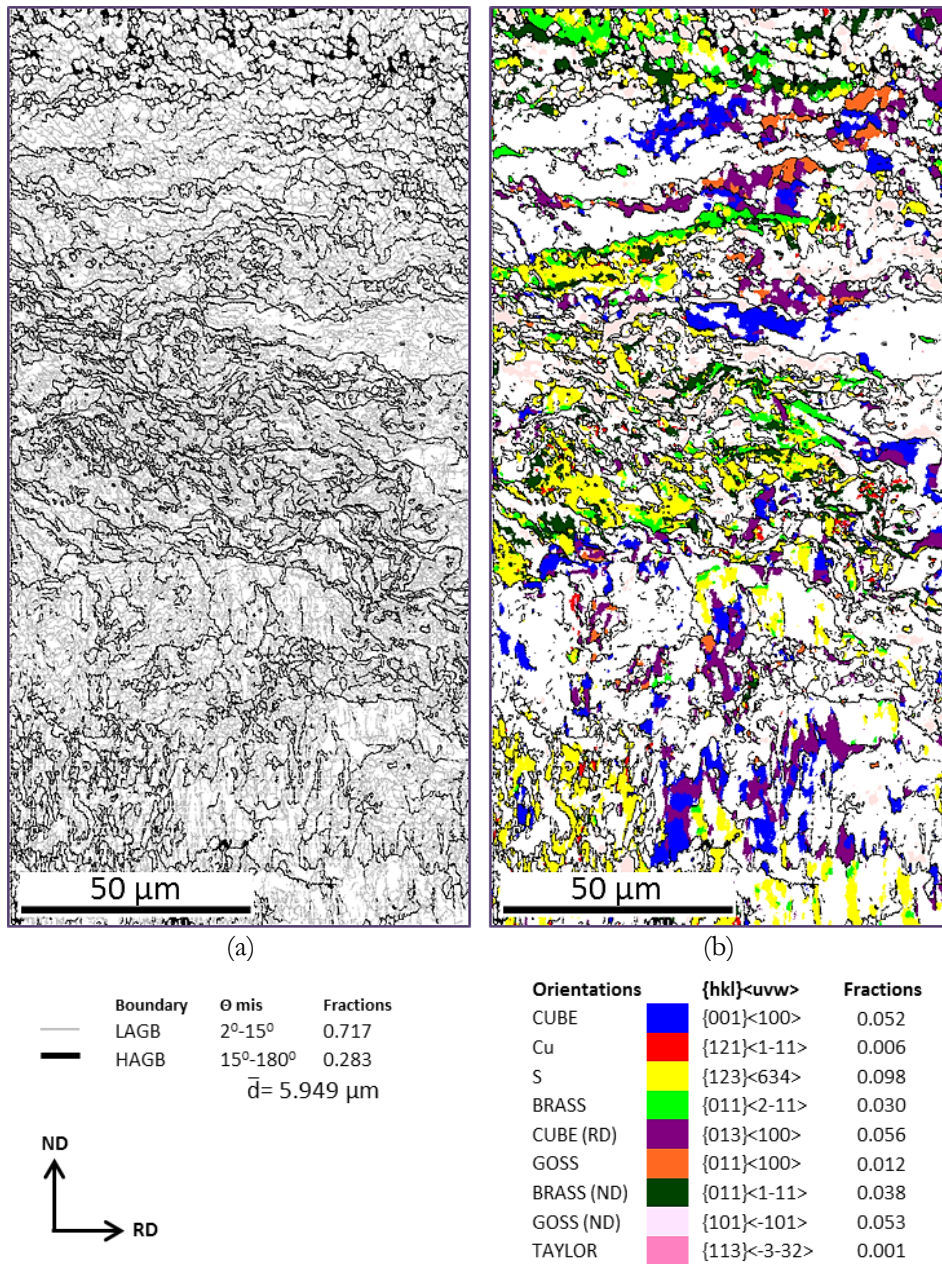 50 µm
50 µm
(a)
(b)
Boundary Θ mis Fractions
LAGB 2⁰-15⁰ 0.717
HAGB 15⁰-180⁰ 0.283
d̅= 5.949 µm
ND
RD
Orientations {hkl}<uvw> Fractions
CUBE {001}<100> 0.052
Cu {121}<1-11> 0.006
S {123}<634> 0.098
BRASS {011}<2-11> 0.030
CUBE (RD) {013}<100> 0.056
GOSS {011}<100> 0.012
BRASS (ND) {011}<1-11> 0.038
GOSS (ND) {101}<-101> 0.053
TAYLOR {113}<-3-32> 0.001